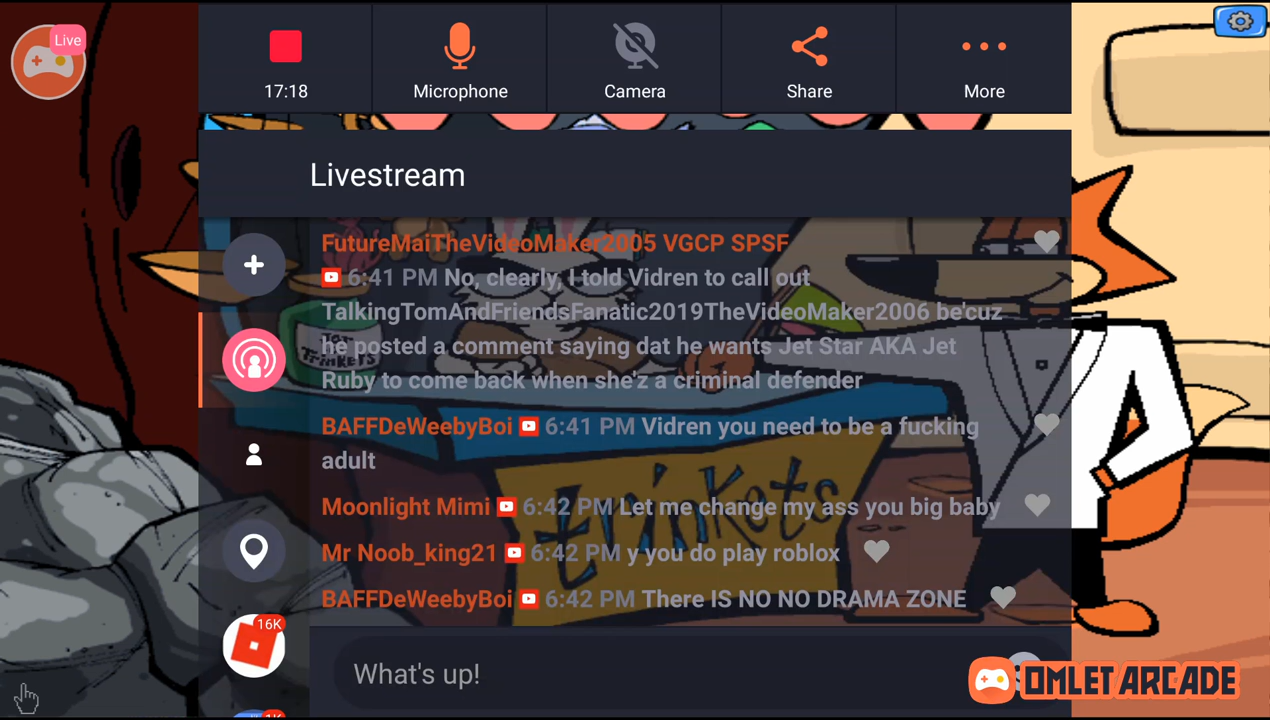 Live
17:18
Microphone
Camera
Share
More
Livestream
FutureMaiTheVideoMaker2005 VGCP SPSF
6:41 PM No, clearly, I told Vidren to call out
TalkingTomAndFriendsFanatic2019TheVideoMaker2006 be'cuz
he posted a comment saying dat he wants Jet Star AKA Jet
Ruby to come back when she'z a criminal defender
BAFFDeWeebyBoi 6:41 PM Vidren you need to be a fucking
adult
Moonlight Mimi 6:42 PM Let me change my ass you big baby
Mr Noob_king21 6:42 PM y you do play roblox
BAFFDeWeebyBoi 6:42 PM There IS NO NO DRAMA ZONE
Trinkets
16K
What's up!
OMLET ARCADE
1K